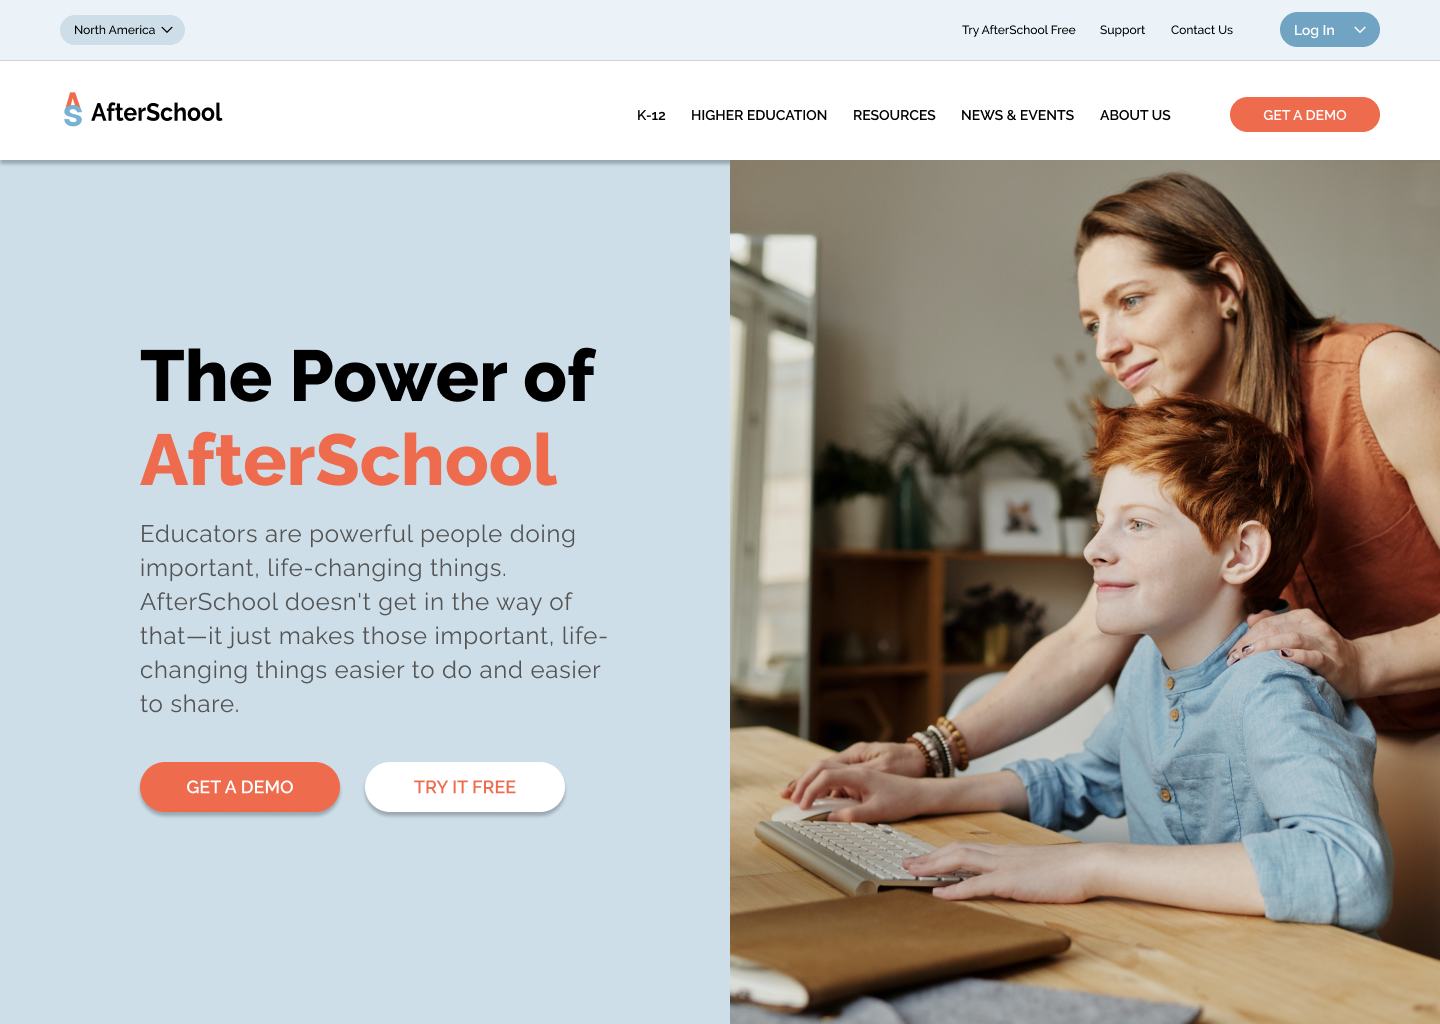 North America
Try AfterSchool Free
Support
Contact Us
Log In
AS
AfterSchool
K-12
HIGHER EDUCATION
RESOURCES
NEWS & EVENTS
ABOUT US
GET A DEMO
The Power of
AfterSchool
Educators are powerful people doing
important, life-changing things.
AfterSchool doesn't get in the way of
that—it just makes those important, life-
changing things easier to do and easier
to share.
GET A DEMO
TRY IT FREE